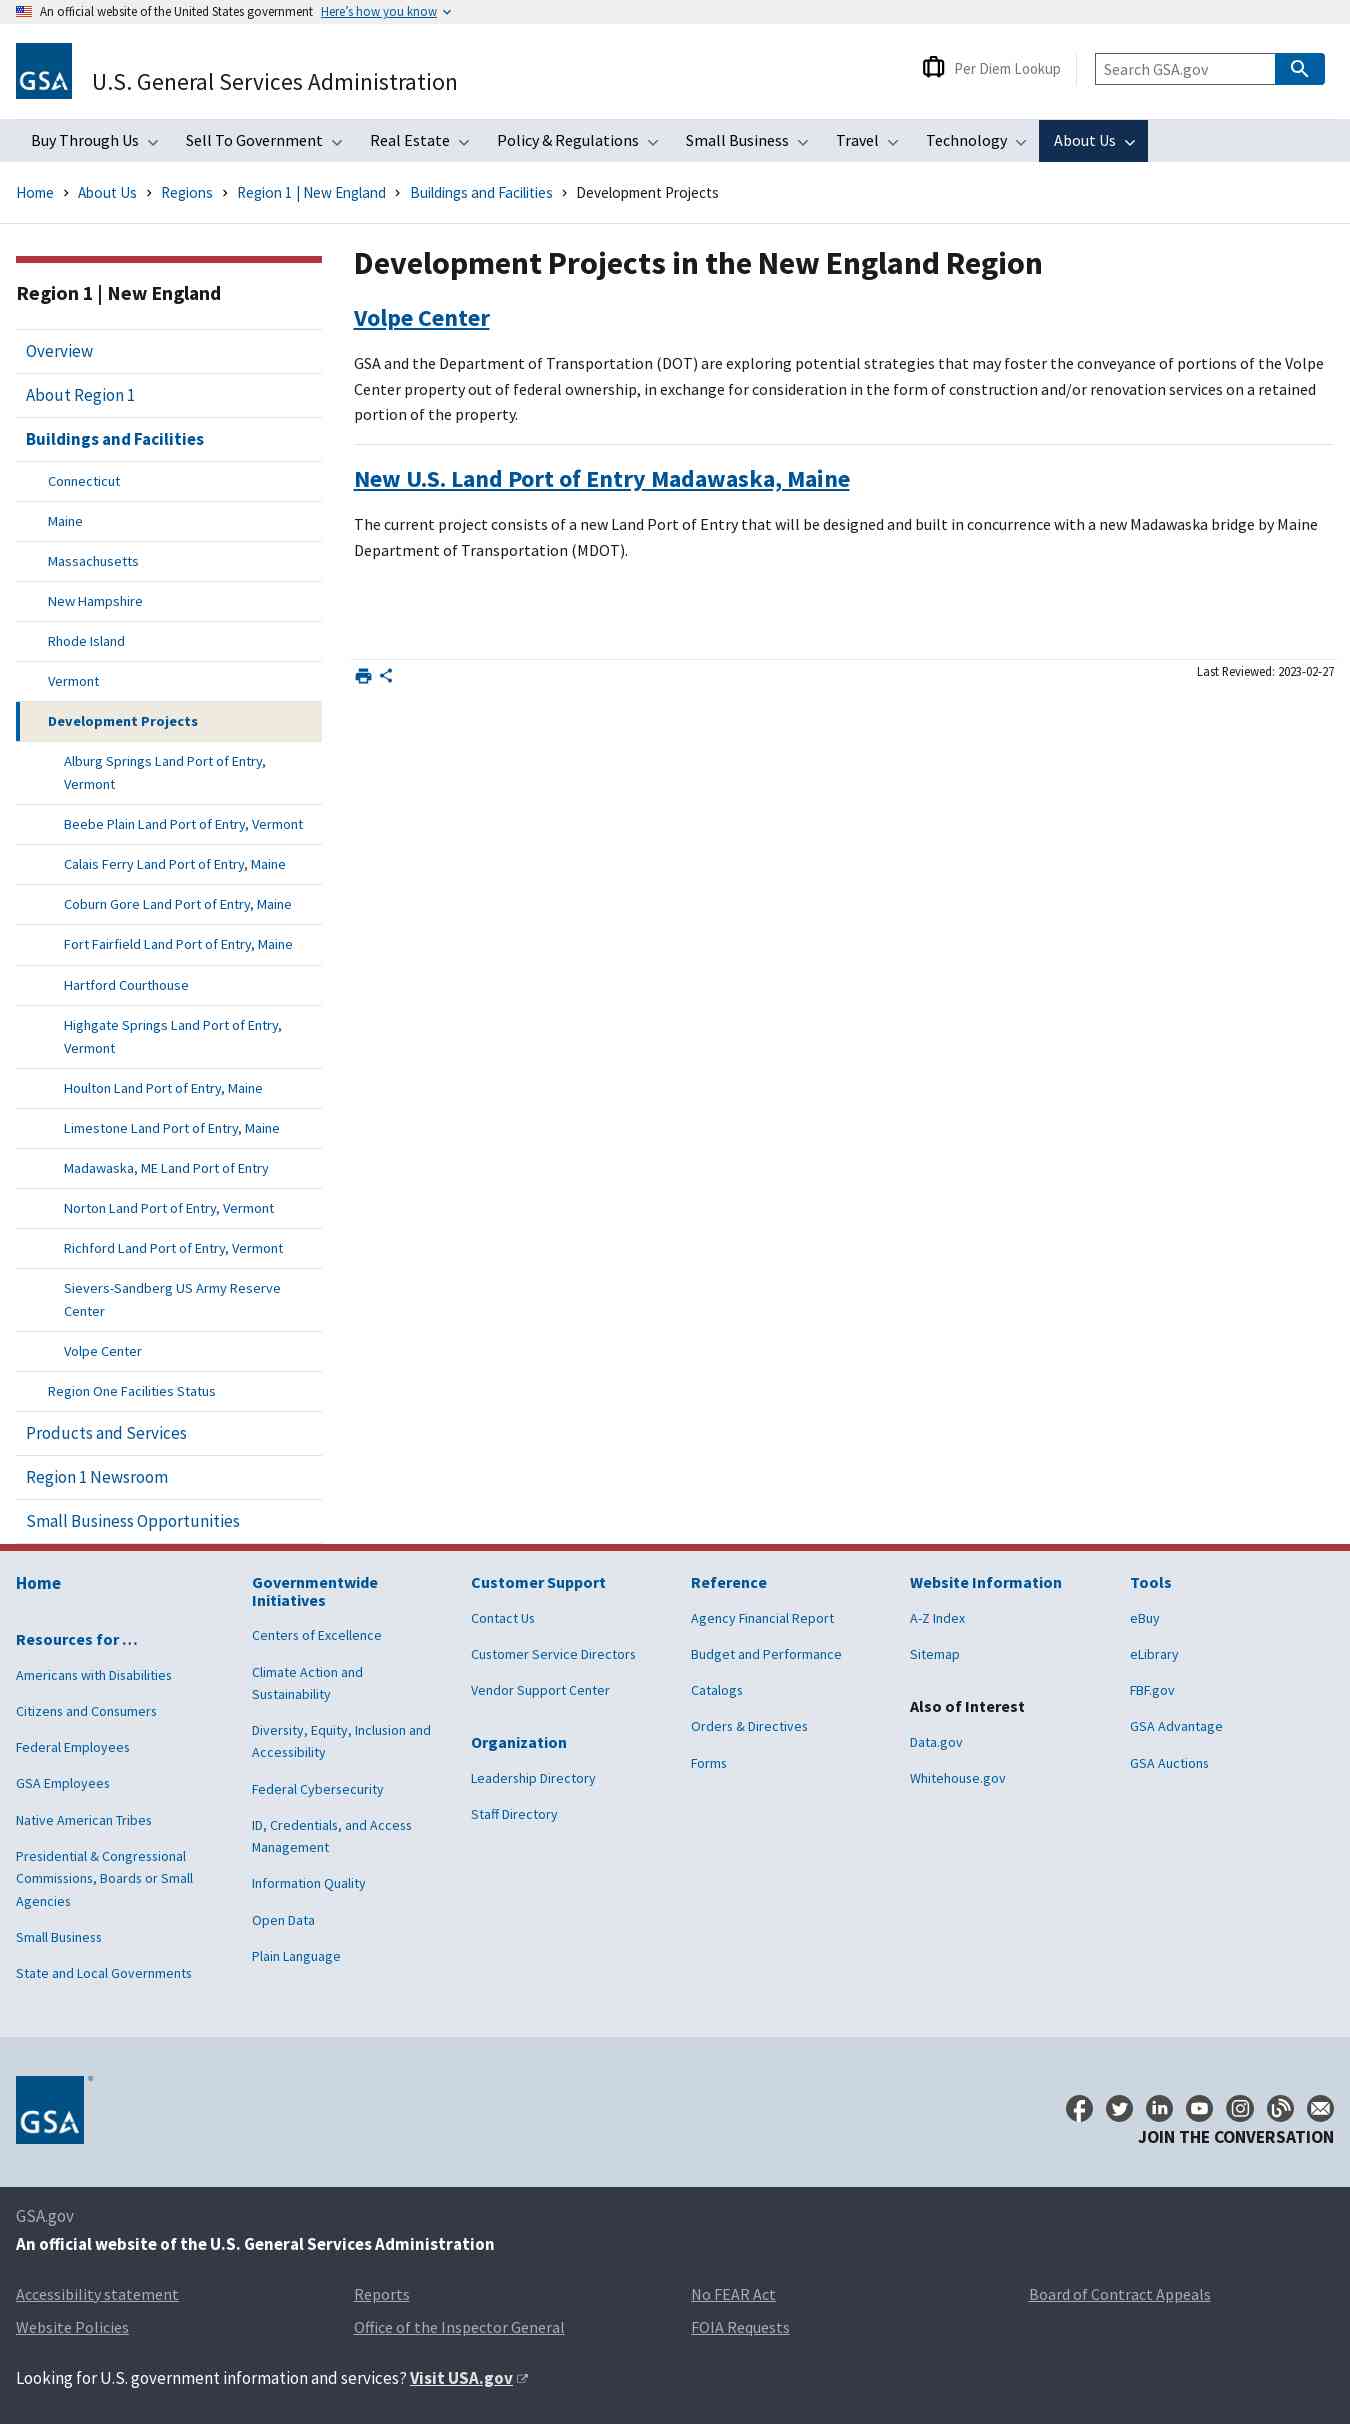 An official website of the United States government Here's how you know
GSA
U.S. General Services Administration
Per Diem Lookup
Search GSA.gov
Buy Through Us Sell To Government Real Estate Policy & Regulations Small Business Travel Technology About Us
Home About Us Regions Region 1 | New England Buildings and Facilities Development Projects
Region 1 | New England
Overview
About Region 1
Buildings and Facilities
Connecticut
Maine
Massachusetts
New Hampshire
Rhode Island
Vermont
Development Projects
Alburg Springs Land Port of Entry,
Vermont
Beebe Plain Land Port of Entry, Vermont
Calais Ferry Land Port of Entry, Maine
Coburn Gore Land Port of Entry, Maine
Fort Fairfield Land Port of Entry, Maine
Hartford Courthouse
Highgate Springs Land Port of Entry,
Vermont
Houlton Land Port of Entry, Maine
Limestone Land Port of Entry, Maine
Madawaska, ME Land Port of Entry
Norton Land Port of Entry, Vermont
Richford Land Port of Entry, Vermont
Sievers-Sandberg US Army Reserve
Center
Volpe Center
Region One Facilities Status
Products and Services
Region 1 Newsroom
Small Business Opportunities
Development Projects in the New England Region
Volpe Center
GSA and the Department of Transportation (DOT) are exploring potential strategies that may foster the conveyance of portions of the Volpe
Center property out of federal ownership, in exchange for consideration in the form of construction and/or renovation services on a retained
portion of the property.
New U.S. Land Port of Entry Madawaska, Maine
The current project consists of a new Land Port of Entry that will be designed and built in concurrence with a new Madawaska bridge by Maine
Department of Transportation (MDOT).
Last Reviewed: 2023-02-27
Home
Resources for …
Americans with Disabilities
Citizens and Consumers
Federal Employees
GSA Employees
Native American Tribes
Presidential & Congressional
Commissions, Boards or Small
Agencies
Small Business
State and Local Governments
Governmentwide
Initiatives
Centers of Excellence
Climate Action and
Sustainability
Diversity, Equity, Inclusion and
Accessibility
Federal Cybersecurity
ID, Credentials, and Access
Management
Information Quality
Open Data
Plain Language
Customer Support
Contact Us
Customer Service Directors
Vendor Support Center
Organization
Leadership Directory
Staff Directory
Reference
Agency Financial Report
Budget and Performance
Catalogs
Orders & Directives
Forms
Website Information
A-Z Index
Sitemap
Also of Interest
Data.gov
Whitehouse.gov
Tools
eBuy
eLibrary
FBF.gov
GSA Advantage
GSA Auctions
GSA
JOIN THE CONVERSATION
GSA.gov
An official website of the U.S. General Services Administration
Accessibility statement Reports No FEAR Act Board of Contract Appeals
Website Policies Office of the Inspector General FOIA Requests
Looking for U.S. government information and services? Visit USA.gov